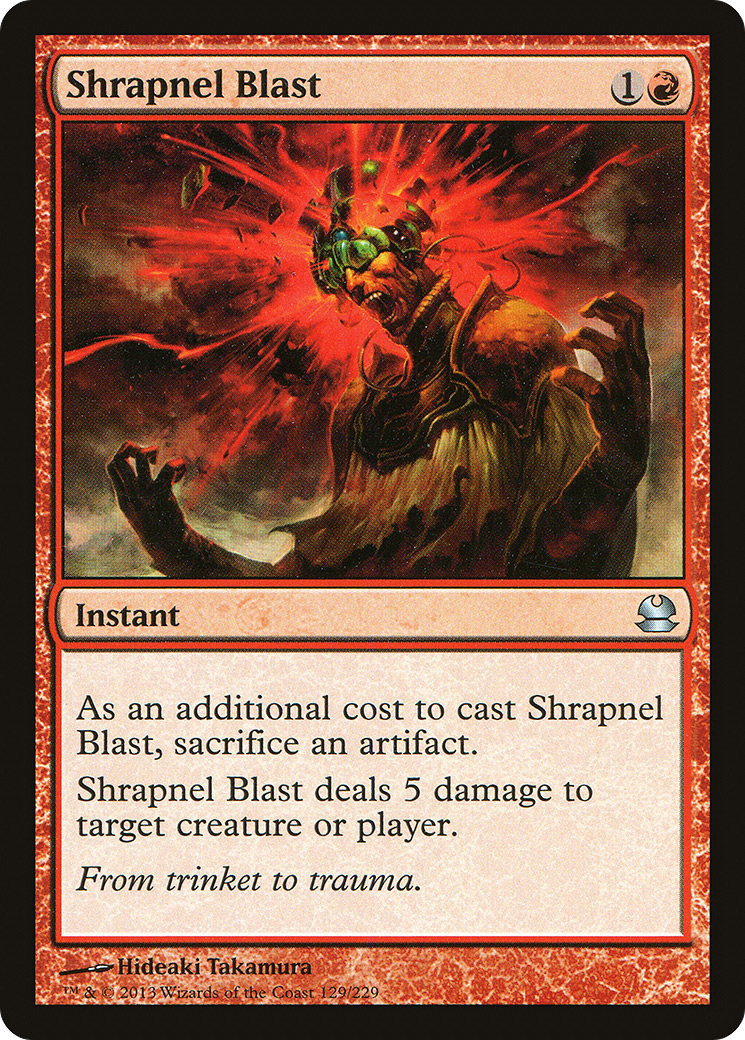 Shrapnel Blast 1
Instant
As an additional cost to cast Shrapnel
Blast, sacrifice an artifact.
Shrapnel Blast deals 5 damage to
target creature or player.
From trinket to trauma.
Hideaki Takamura
™ & © 2013 Wizards of the Coast 129/229